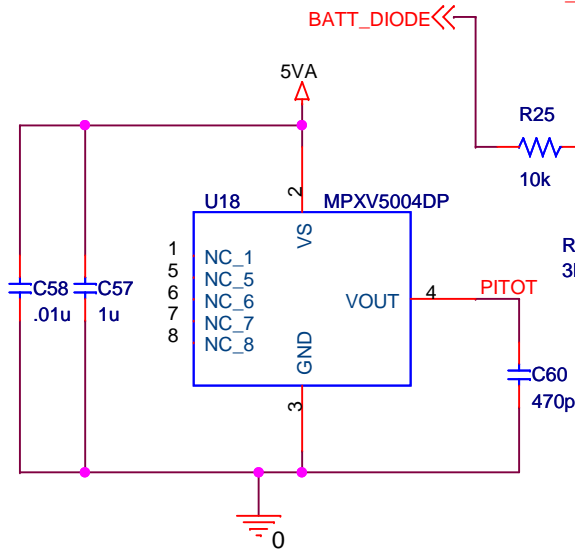 BATT_DIODE
5VA
R25
10k
2
U18
MPXV5004DP
VS
1
NC_1
5
NC_5
6
NC_6
7
NC_7
8
NC_8
VOUT
4
PITOT
GND
3
C58
.01u
C57
1u
C60
470p
0